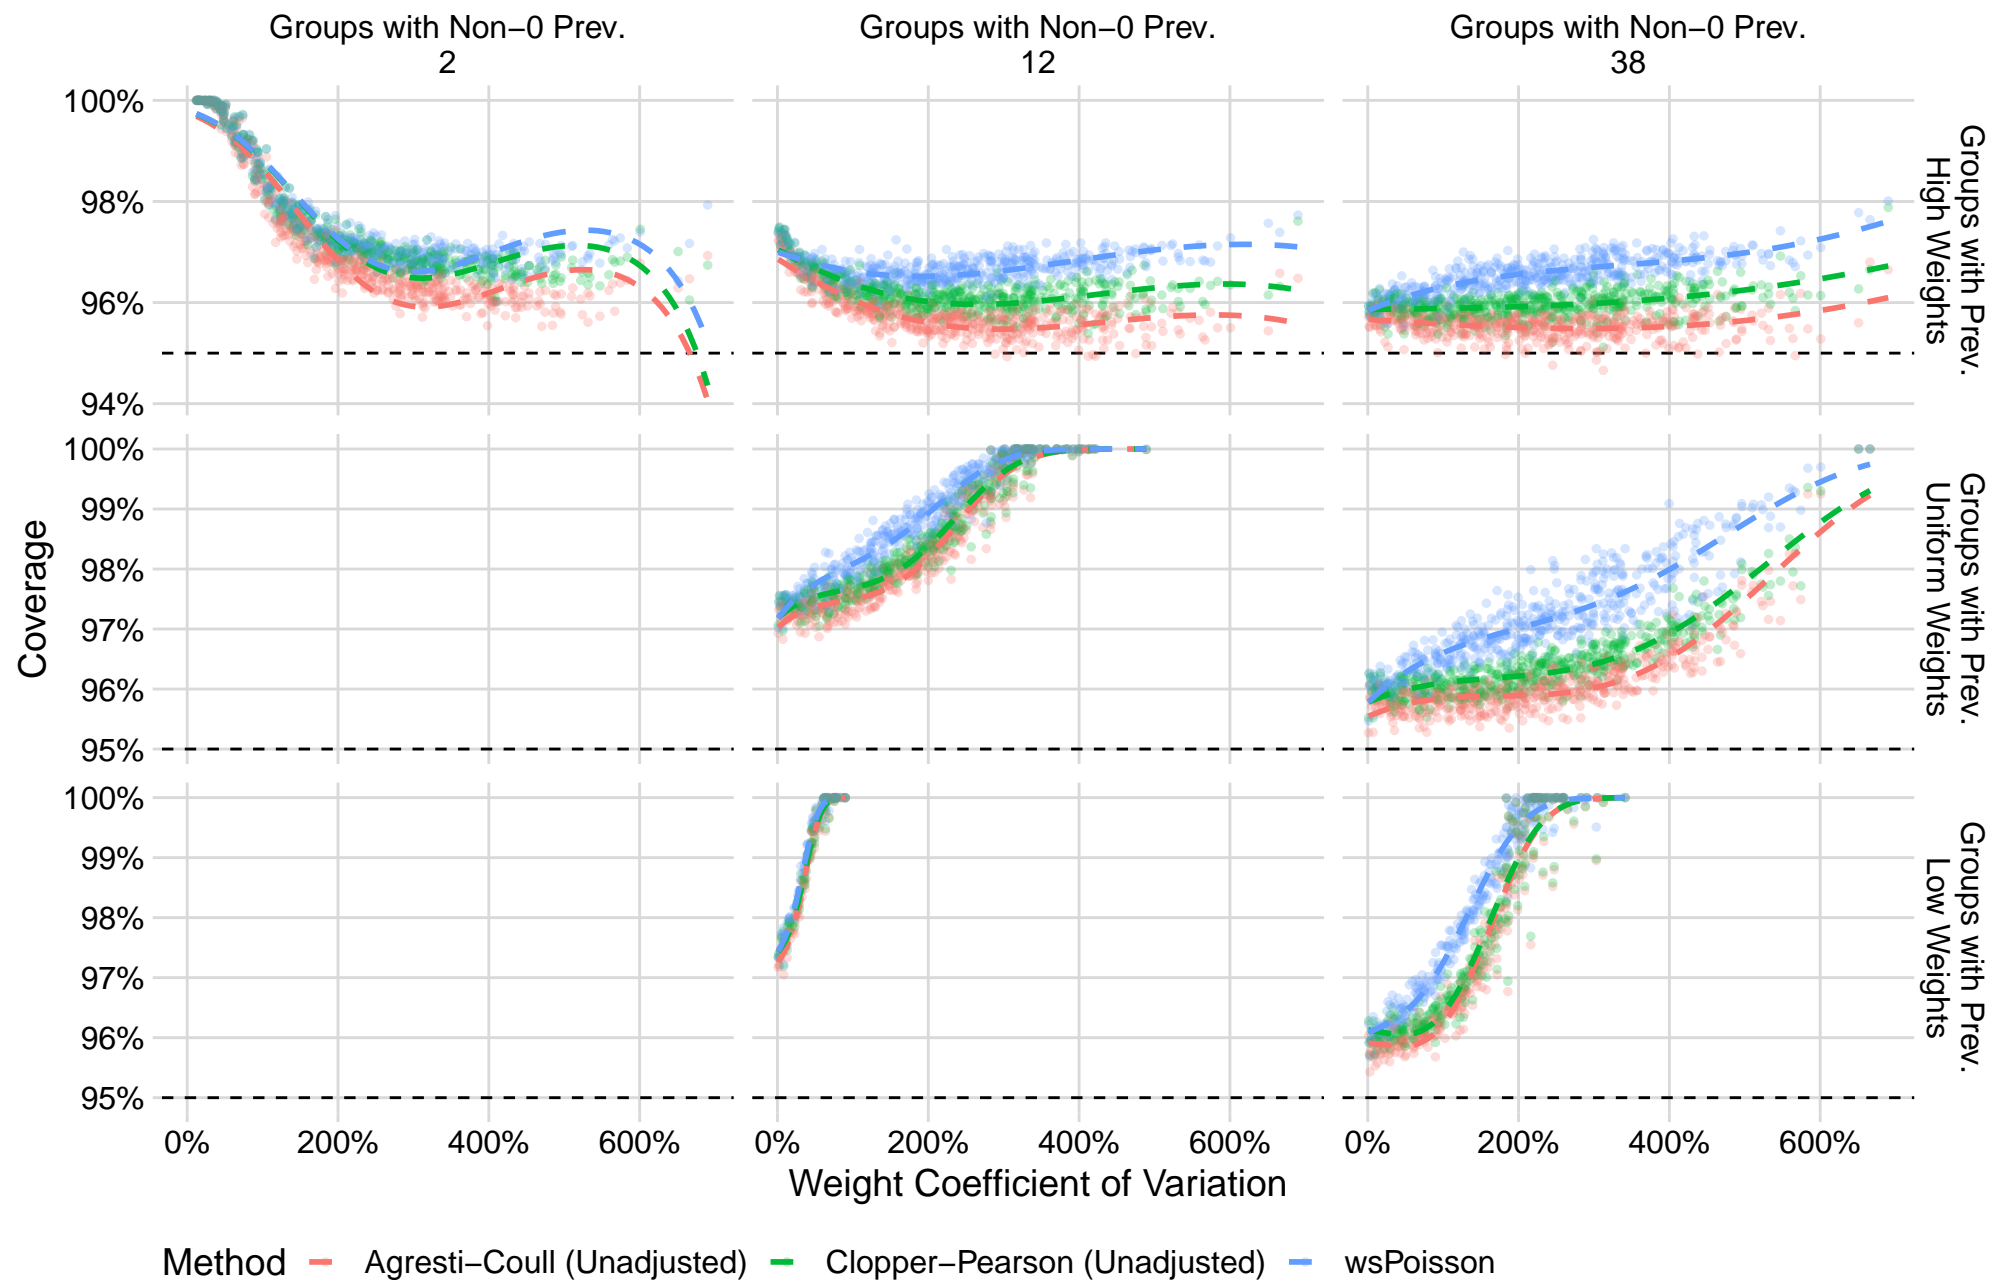 Groups with Non−0 Prev.
2
Groups with Non−0 Prev.
12
Groups with Non−0 Prev.
38
100%
98%
96%
94%
Groups with Prev.
High Weights
100%
99%
98%
97%
96%
95%
Groups with Prev.
Uniform Weights
100%
99%
98%
97%
96%
95%
Groups with Prev.
Low Weights
Coverage
0% 200% 400% 600%
0% 200% 400% 600%
0% 200% 400% 600%
Weight Coefficient of Variation
Method Agresti−Coull (Unadjusted) Clopper−Pearson (Unadjusted) wsPoisson